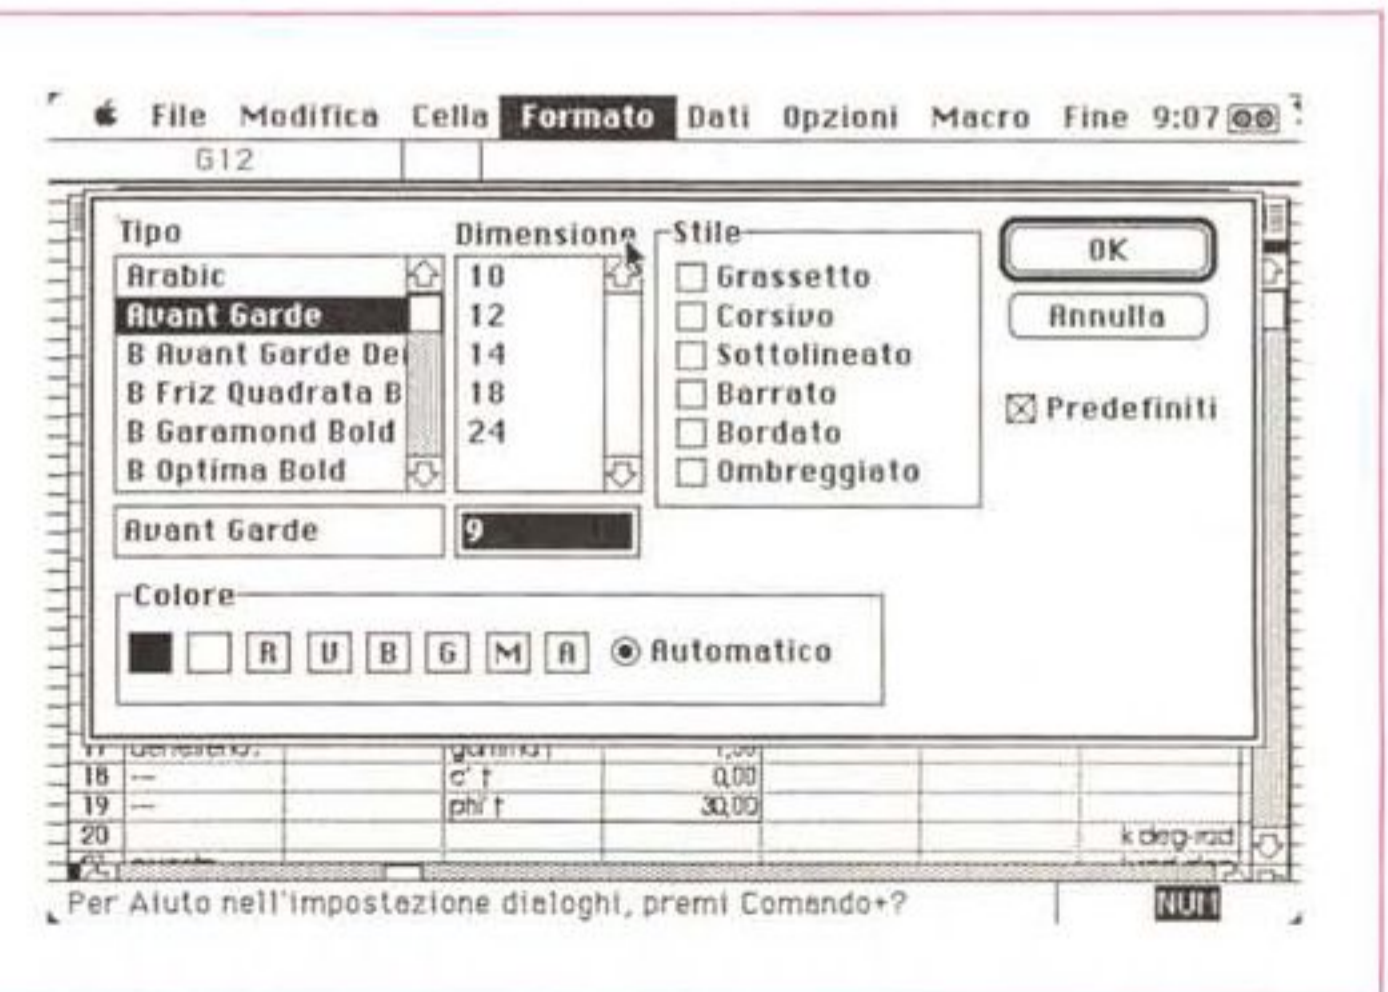 File Modifica Cella Formato Dati Opzioni Macro Fine 9:07
G12
Tipo
Arabic
Avant Garde
B Avant Garde De
B Friz Quadrata B
B Garamond Bold
B Optima Bold
Avant Garde
Dimensione
10
12
14
18
24
9
Stile
Grassetto
Corsivo
Sottolineato
Barrato
Bordato
Ombreggiato
OK
Annulla
Predefiniti
Colore
R V B G M A Automatico
18 --- c' t 0,00
19 --- phi' t 30,00
20 k deg-rad
Per Aiuto nell'impostazione dialoghi, premi Comando+?
NUM